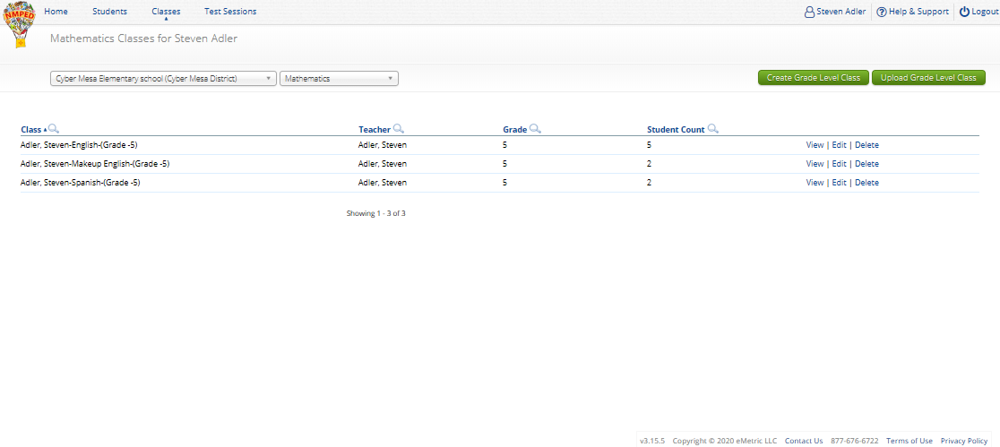 NMPED
Home Students Classes Test Sessions Steven Adler Help & Support Logout
Mathematics Classes for Steven Adler
Cyber Mesa Elementary school (Cyber Mesa District) Mathematics Create Grade Level Class Upload Grade Level Class
Class Teacher Grade Student Count
Adler, Steven-English-(Grade -5) Adler, Steven 5 5 View | Edit | Delete
Adler, Steven-Makeup English-(Grade -5) Adler, Steven 5 2 View | Edit | Delete
Adler, Steven-Spanish-(Grade -5) Adler, Steven 5 2 View | Edit | Delete
Showing 1 - 3 of 3
v3.15.5 Copyright © 2020 eMetric LLC Contact Us 877-676-6722 Terms of Use Privacy Policy